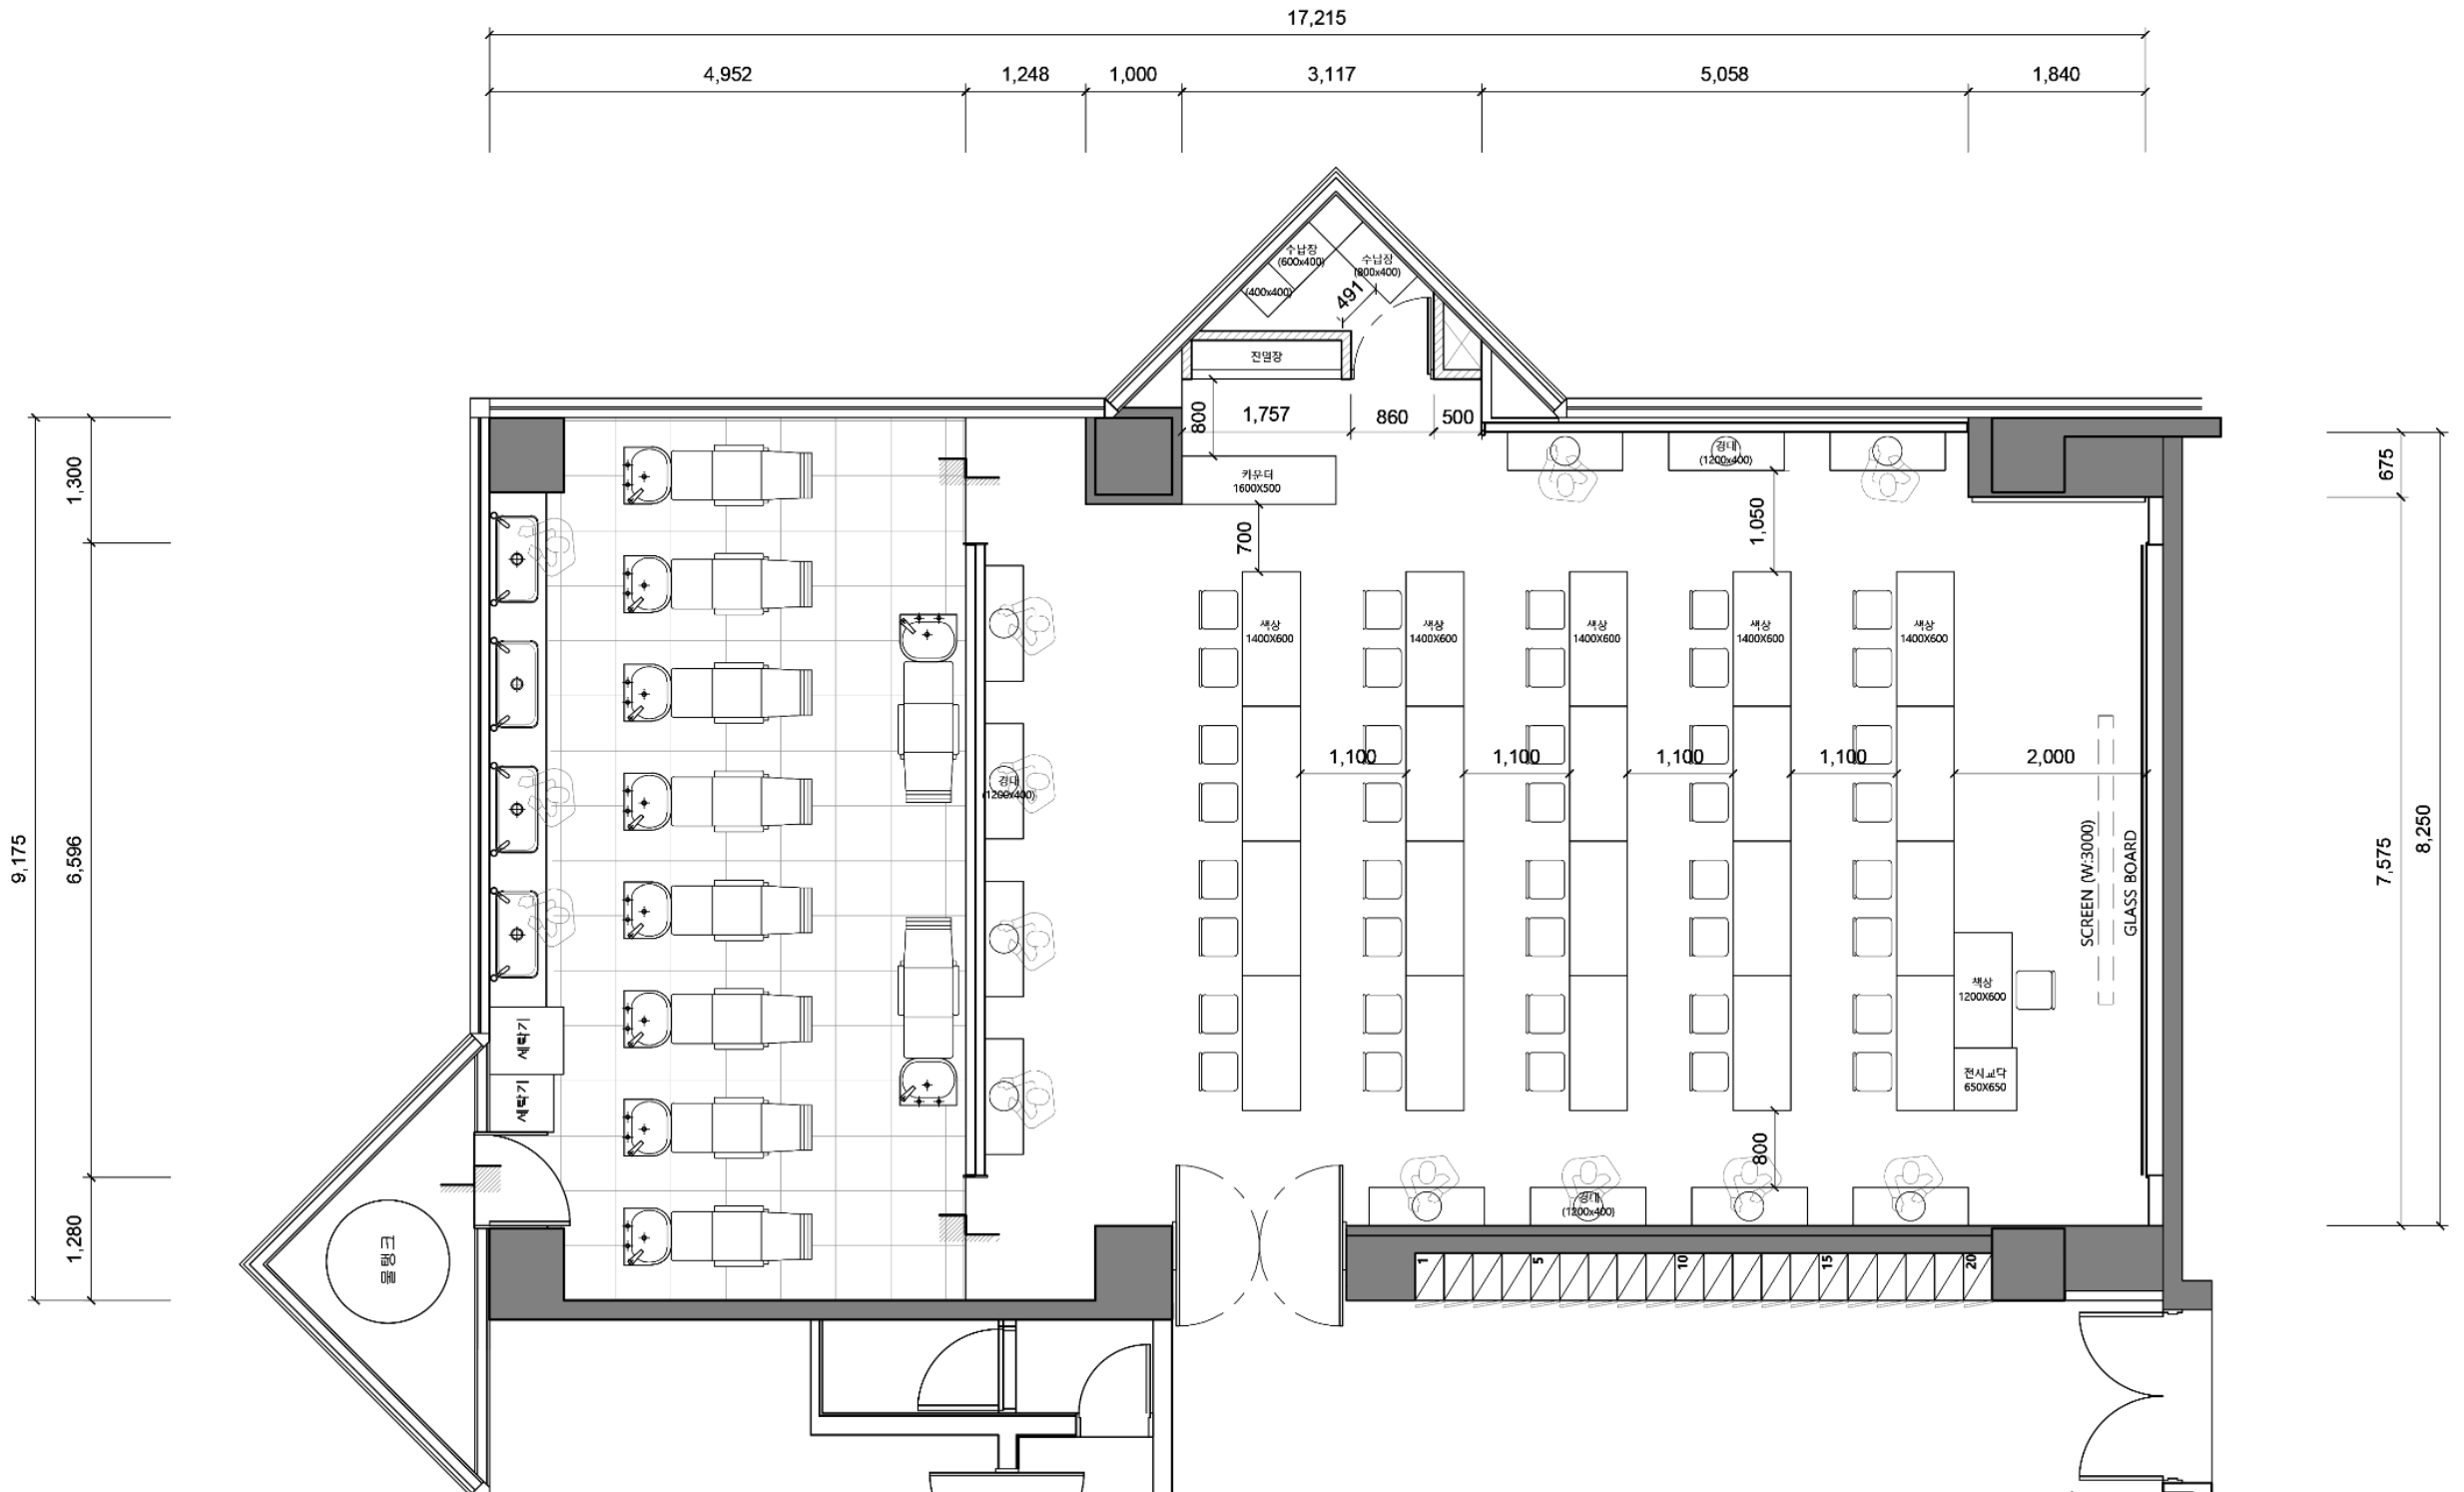 17,215
4,952
1,248
1,000
3,117
5,058
1,840
수납장
(600x400)
수납장
(800x400)
(400x400)
491
진열장
800
1,757
860
500
카운터
1600X500
경대
(1200x400)
1,300
675
700
1,050
책상
1400X600
책상
1400X600
책상
1400X600
책상
1400X600
책상
1400X600
1,100
1,100
1,100
1,100
2,000
경대
(1200x400)
9,175
6,596
SCREEN (W:3000)
GLASS BOARD
7,575
8,250
책상
1200X600
세탁기
세탁기
전시교탁
650X650
800
경대
(1200x400)
1,280
물탱크
1
5
10
15
20